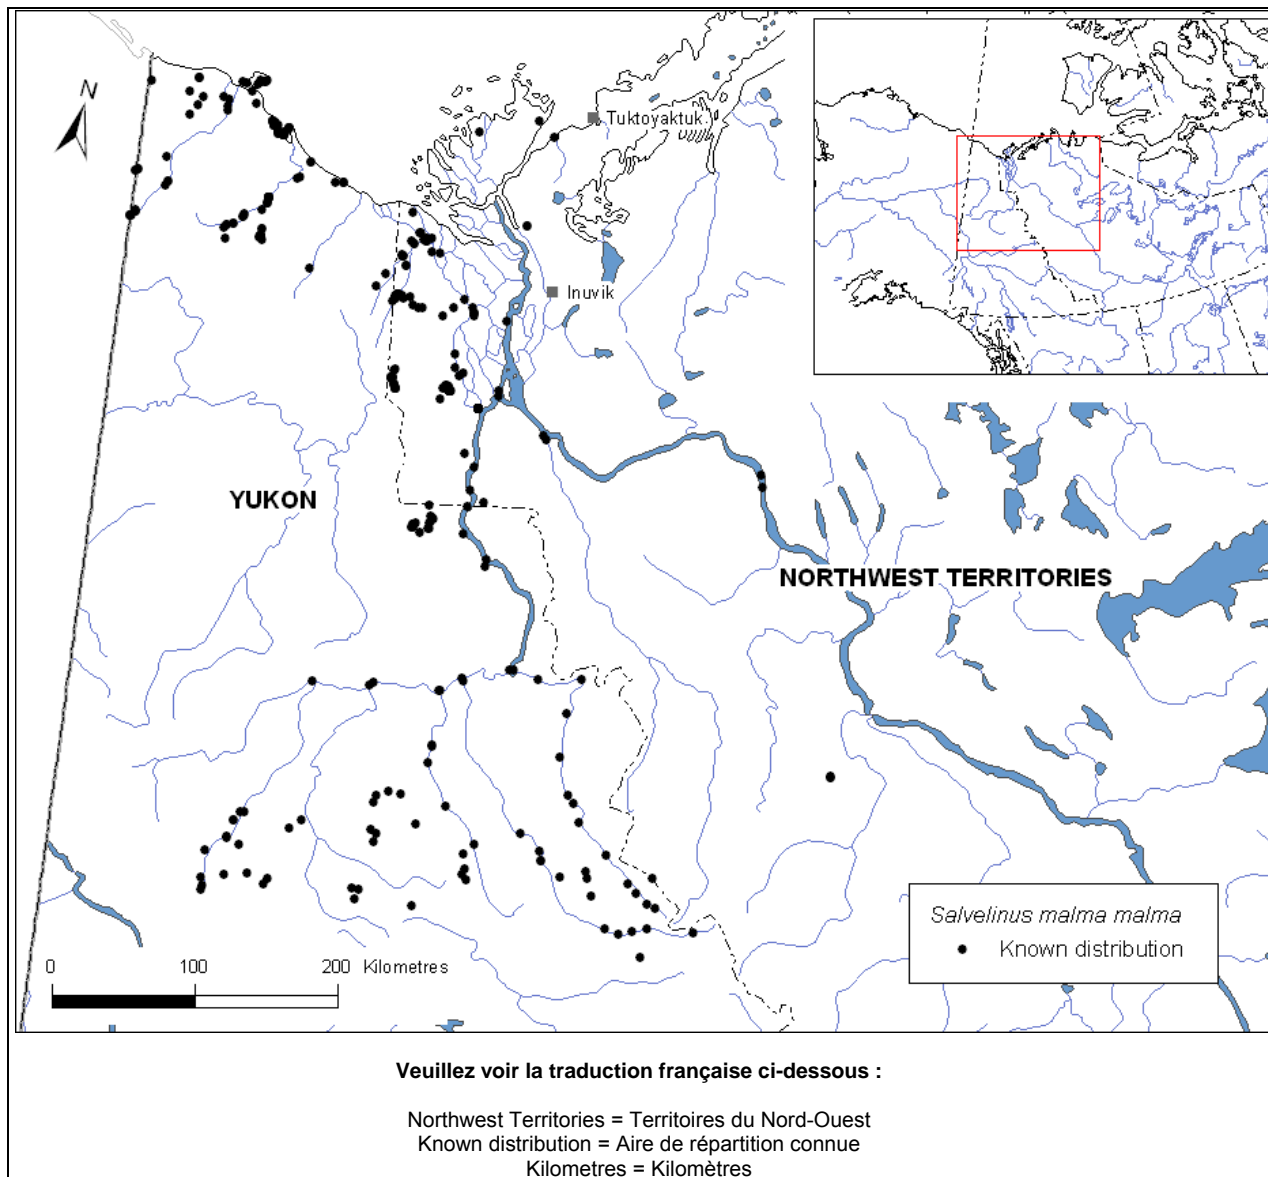 N
Tuktoyaktuk
Inuvik
YUKON
NORTHWEST TERRITORIES
Salvelinus malma malma
Known distribution
0 100 200 Kilometres
Veuillez voir la traduction française ci-dessous :
Northwest Territories = Territoires du Nord-Ouest
Known distribution = Aire de répartition connue
Kilometres = Kilomètres